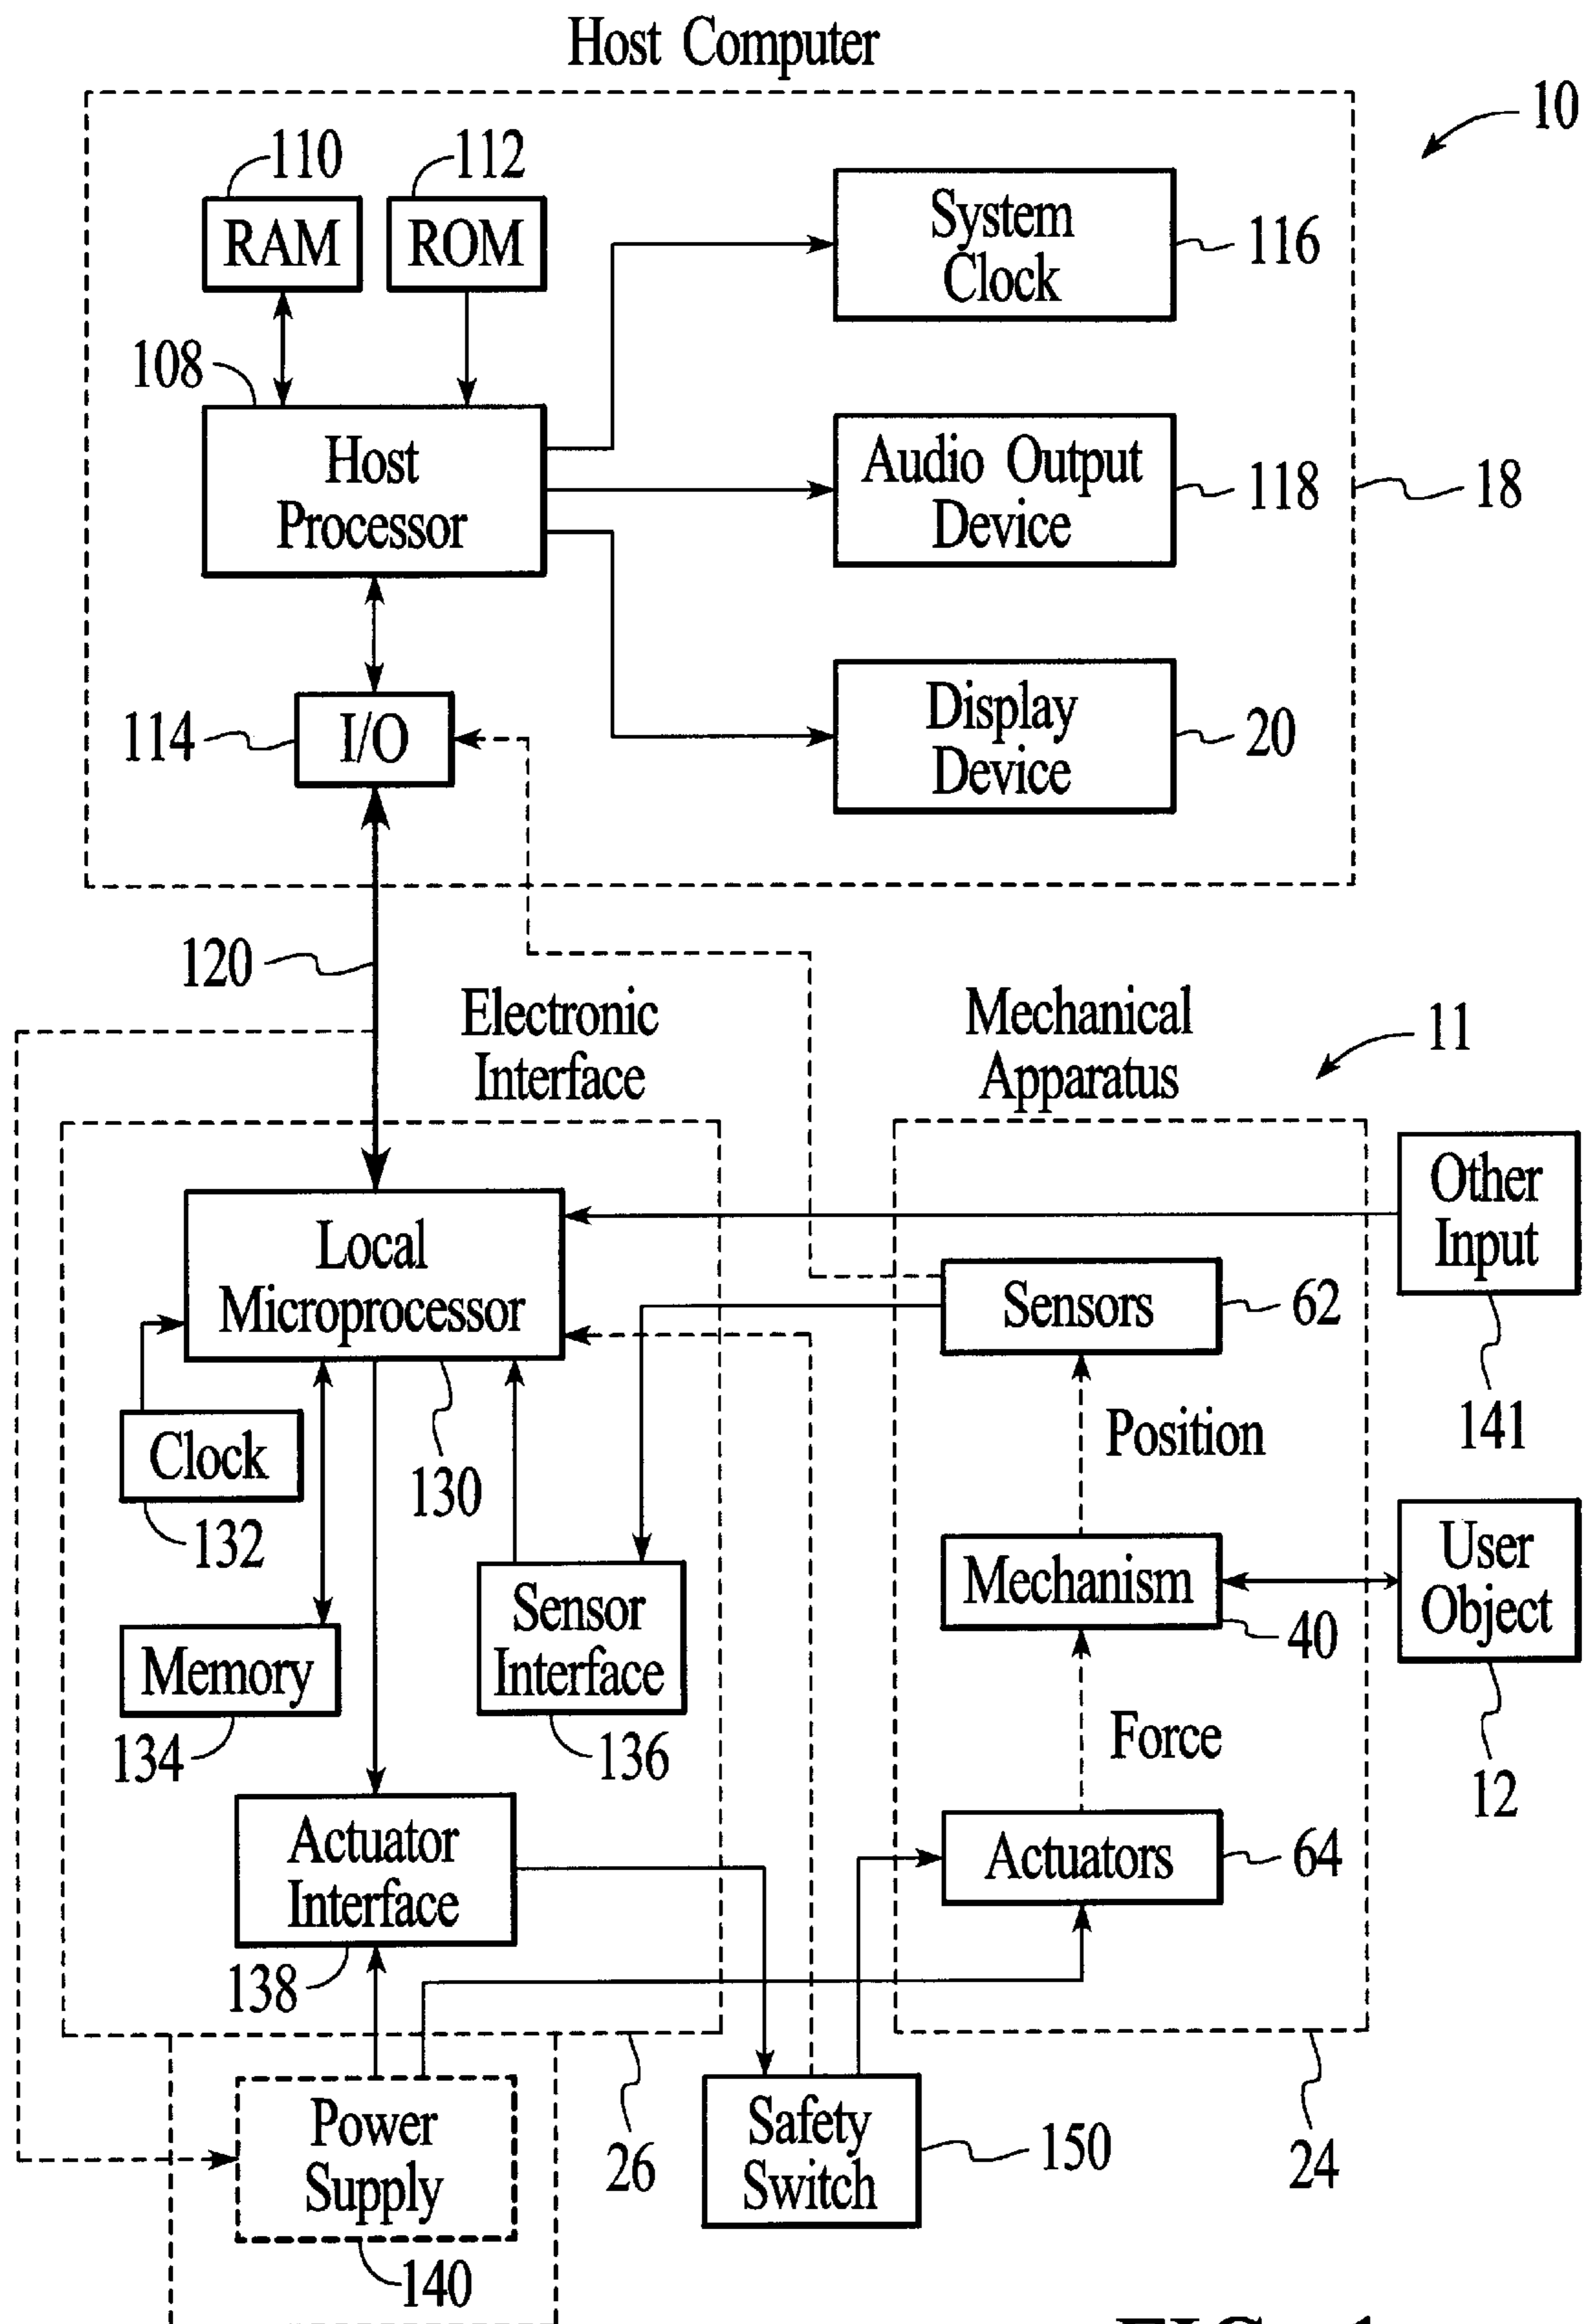 Host Computer
10
110
112
RAM
ROM
System
Clock
116
108
Host
Processor
Audio Output
Device
118
18
114
I/O
Display
Device
20
120
Electronic
Interface
Mechanical
Apparatus
11
Local
Microprocessor
Other
Input
Sensors
62
141
Clock
132
130
Position
Sensor
Interface
Mechanism
40
User
Object
Memory
134
136
Force
12
Actuator
Interface
Actuators
64
138
Power
Supply
26
Safety
Switch
150
24
140